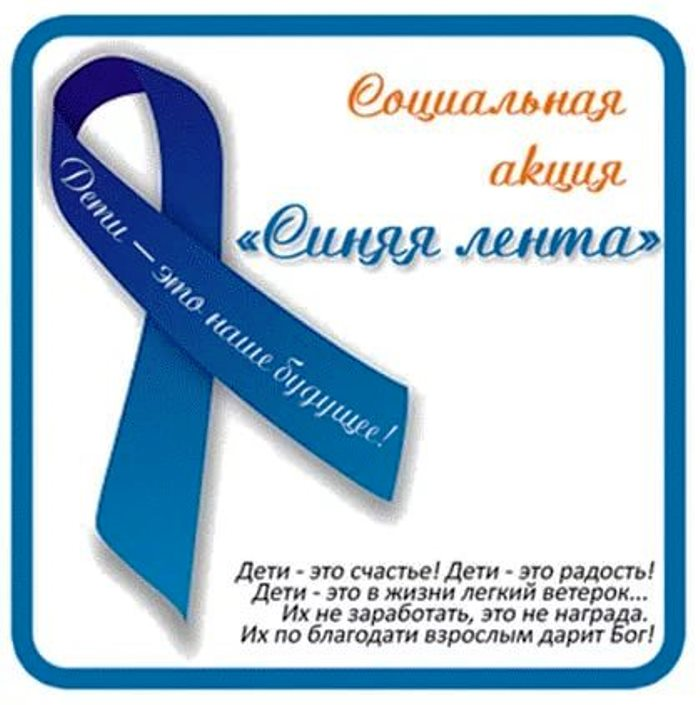 Социальная
акция
«Синяя лента»
Дети – это наше будущее!
Дети - это счастье! Дети - это радость!
Дети - это в жизни легкий ветерок...
Их не заработать, это не награда.
Их по благодати взрослым дарит Бог!